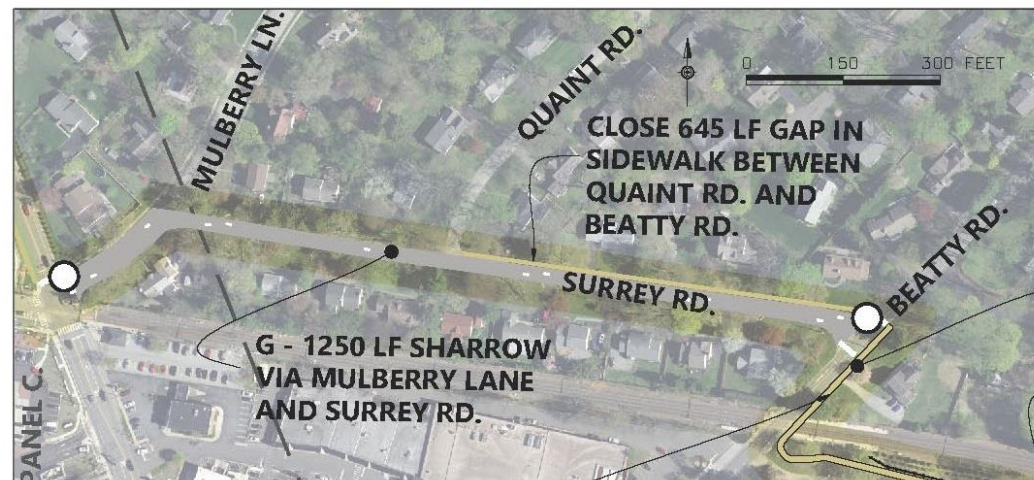 MULBERRY LN.
QUAINT RD.
0 150 300 FEET
CLOSE 645 LF GAP IN
SIDEWALK BETWEEN
QUAINT RD. AND
BEATTY RD.
BEATTY RD.
SURREY RD.
G - 1250 LF SHARROW
VIA MULBERRY LANE
AND SURREY RD.
PANEL C.